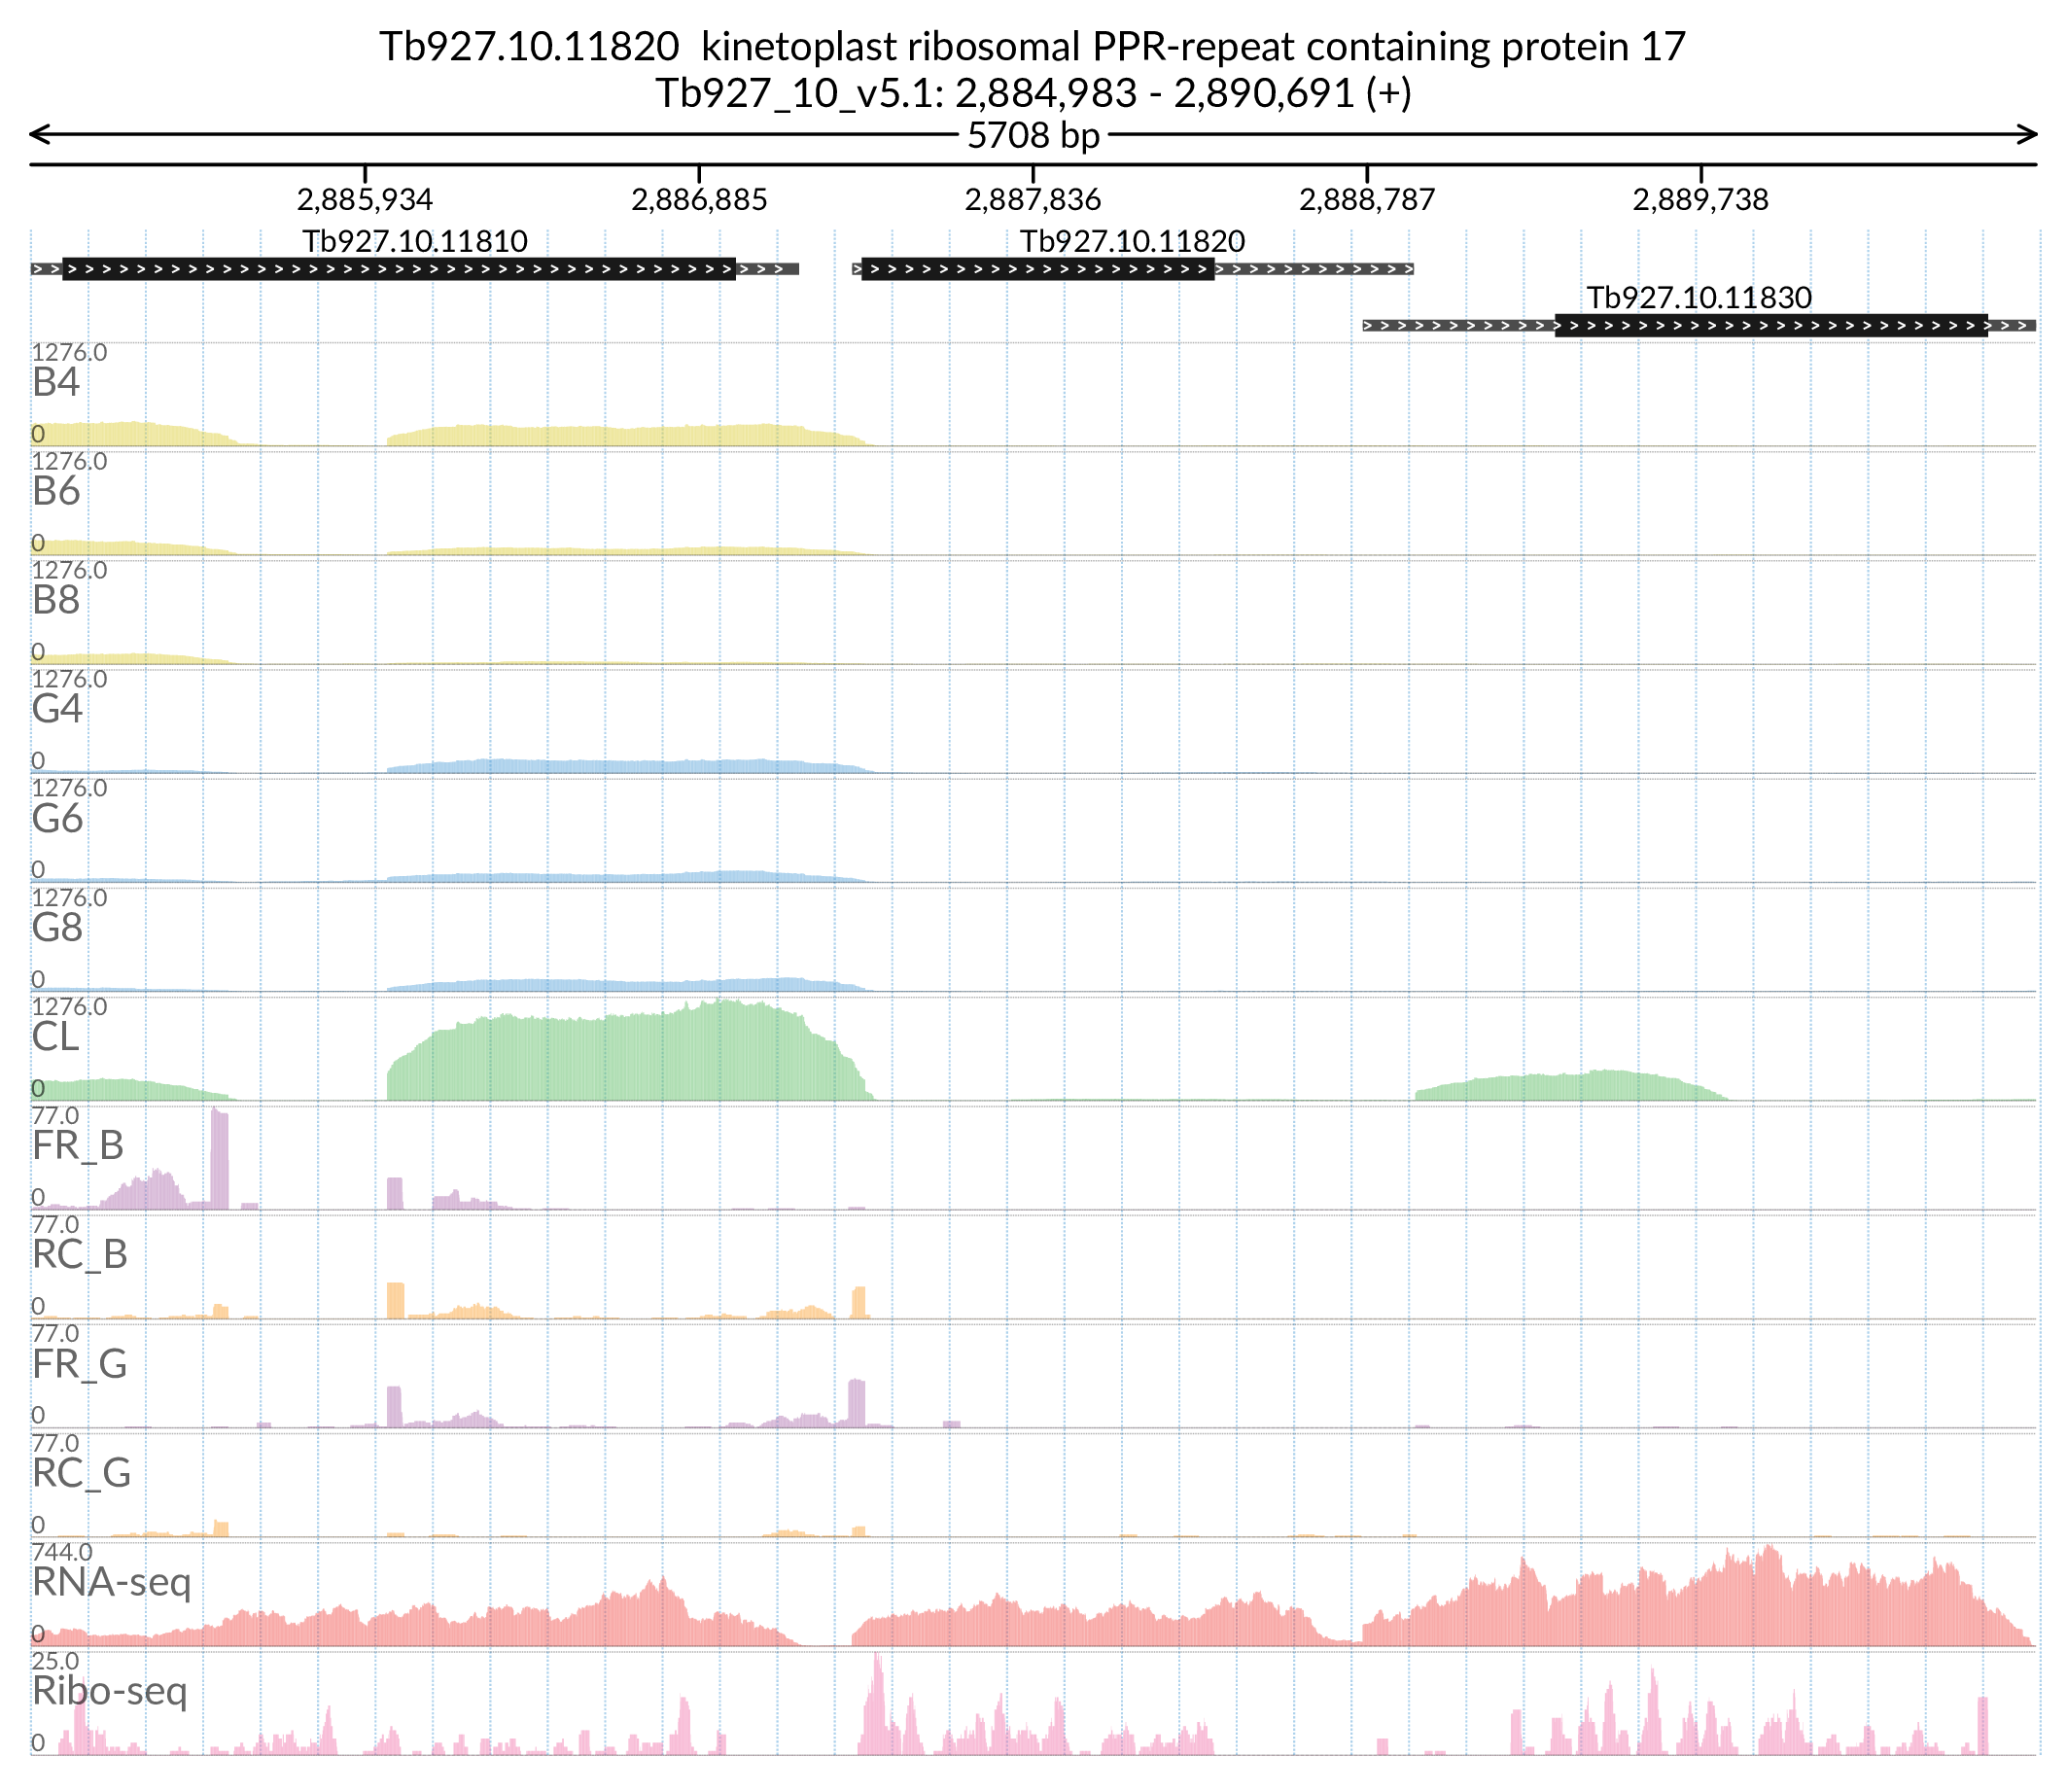 Tb927.10.11820  kinetoplast ribosomal PPR-repeat containing protein 17
Tb927_10_v5.1: 2,884,983 - 2,890,691 (+)
5708 bp
2,885,934 2,886,885 2,887,836 2,888,787 2,889,738
Tb927.10.11810 Tb927.10.11820
Tb927.10.11830
1276.0
B4
0
1276.0
B6
0
1276.0
B8
0
1276.0
G4
0
1276.0
G6
0
1276.0
G8
0
1276.0
CL
0
77.0
FR_B
0
77.0
RC_B
0
77.0
FR_G
0
77.0
RC_G
0
744.0
RNA-seq
0
25.0
Ribo-seq
0